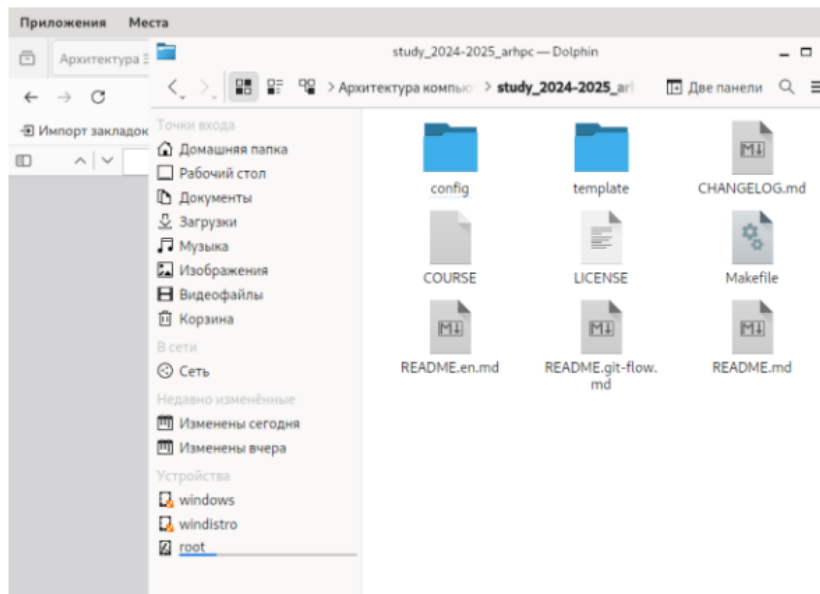 Приложения Места
Архитектура
study_2024-2025_arhpc — Dolphin
Архитектура компью
study_2024-2025_arh
Две панели
Импорт закладок
Точки входа
Домашняя папка
Рабочий стол
Документы
Загрузки
Музыка
Изображения
Видеофайлы
Корзина
В сети
Сеть
Недавно изменённые
Изменены сегодня
Изменены вчера
Устройства
windows
windistro
root
config
template
CHANGELOG.md
COURSE
LICENSE
Makefile
README.en.md
README.git-flow.
md
README.md